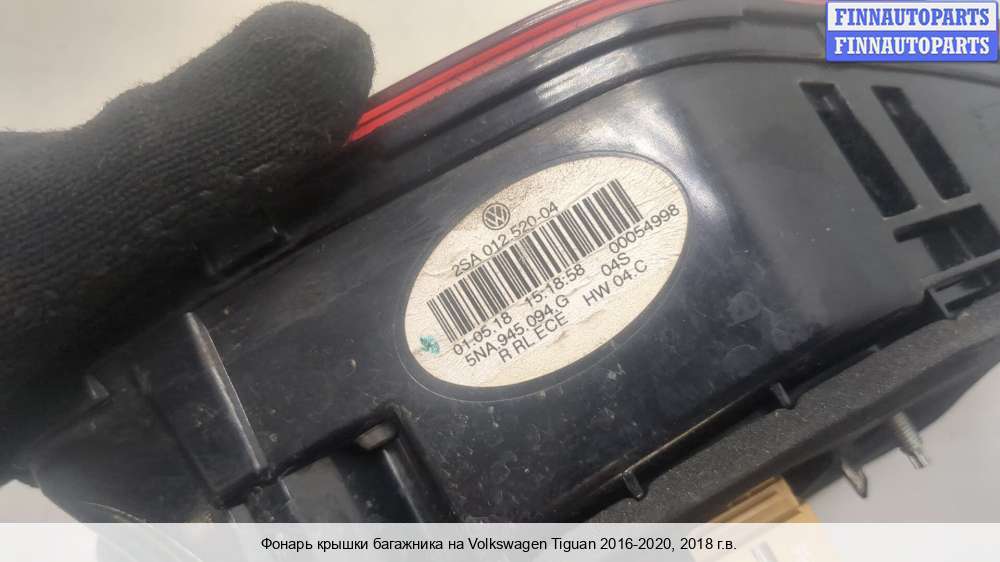 FINNAUTOPARTS
FINNAUTOPARTS
2SA 012 520-04
01.05.18 15:18:58 00054998
5NA.945 094.G 04S
R RL ECE HW 04.C
Фонарь крышки багажника на Volkswagen Tiguan 2016-2020, 2018 г.в.